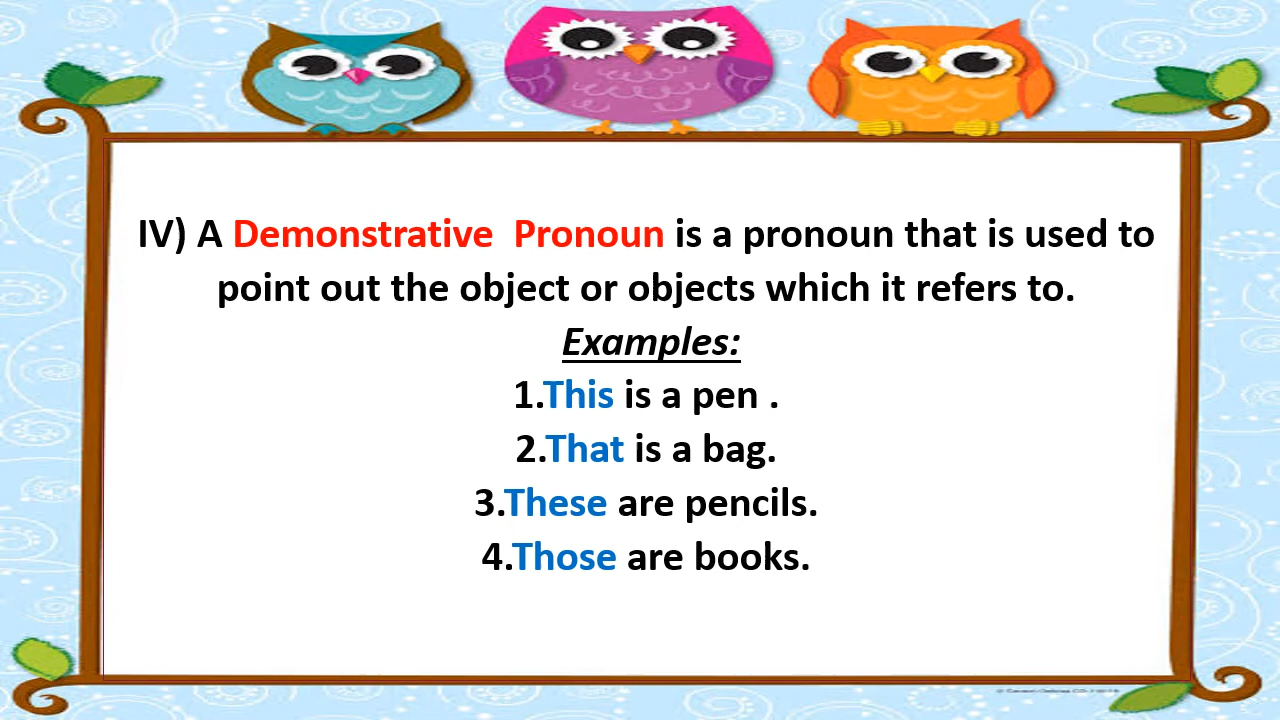 IV) A Demonstrative  Pronoun is a pronoun that is used to
point out the object or objects which it refers to.
Examples:
1.This is a pen .
2.That is a bag.
3.These are pencils.
4.Those are books.